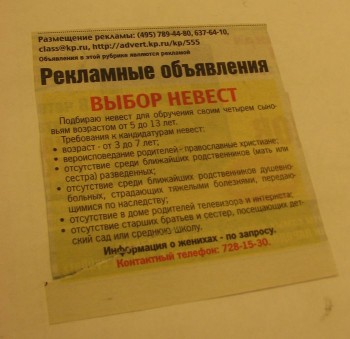 Размещение рекламы: (495) 789-44-80, 637-64-10,
class@kp.ru, http://advert.kp.ru/kp/555
Объявления в этой рубрике являются рекламой
Рекламные объявления
ВЫБОР НЕВЕСТ
Подбираю невест для обручения своим четырем сыно-
вьям возрастом от 5 до 13 лет.
Требования к кандидатурам невест:
• возраст - от 3 до 7 лет;
• вероисповедание родителей - православные христиане;
• отсутствие среди ближайших родственников (мать или
сестра) разведенных;
• отсутствие среди ближайших родственников душевно-
больных, страдающих тяжелыми болезнями, передаю-
щимися по наследству;
• отсутствие в доме родителей телевизора и интернета;
• отсутствие старших братьев и сестер, посещающих дет-
ский сад или среднюю школу.
Информация о женихах - по запросу.
Контактный телефон: 728-15-30.